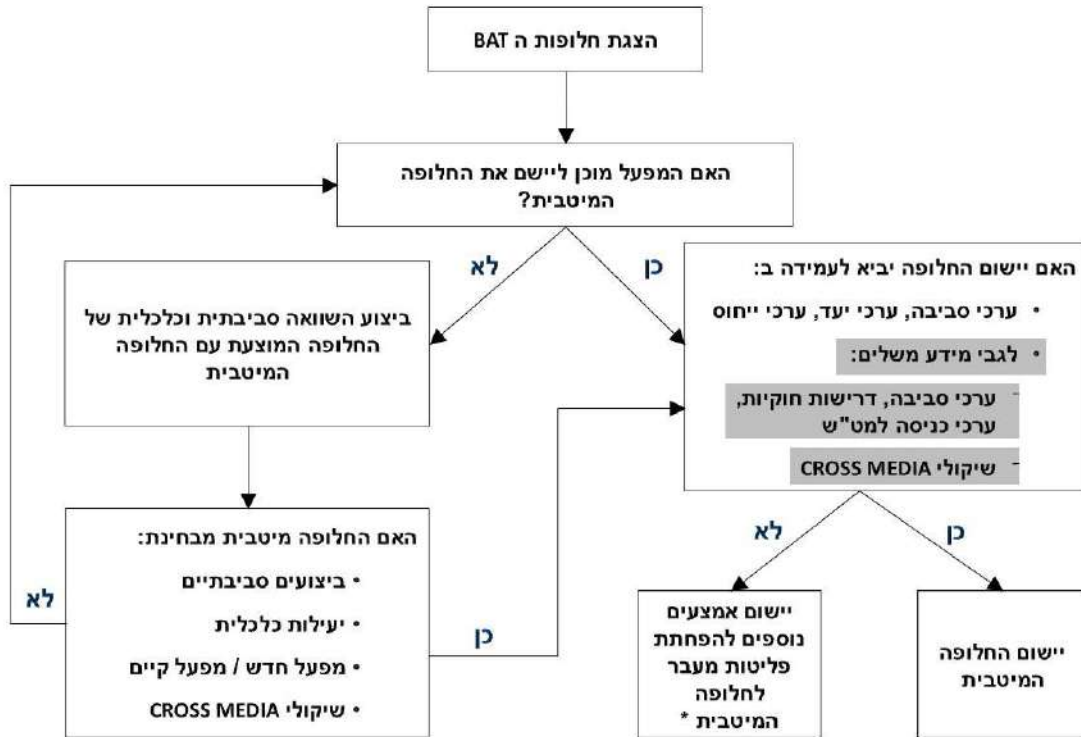 הצגת חלופות ה BAT
האם המפעל מוכן ליישם את החלופה
המיטבית?
לא
כן
ביצוע השוואה סביבתית וכלכלית של
החלופה המוצעת עם החלופה
המיטבית
האם יישום החלופה יביא לעמידה ב:
• ערכי סביבה, ערכי יעד, ערכי ייחוס
• לגבי מידע משלים:
- ערכי סביבה, דרישות חוקיות,
ערכי כניסה למט"ש
- שיקולי CROSS MEDIA
האם החלופה מיטבית מבחינת:
• ביצועים סביבתיים
• יעילות כלכלית
• מפעל חדש / מפעל קיים
• שיקולי CROSS MEDIA
לא
כן
לא
כן
יישום אמצעים
נוספים להפחתת
פליטות מעבר
לחלופה
המיטבית *
יישום החלופה
המיטבית